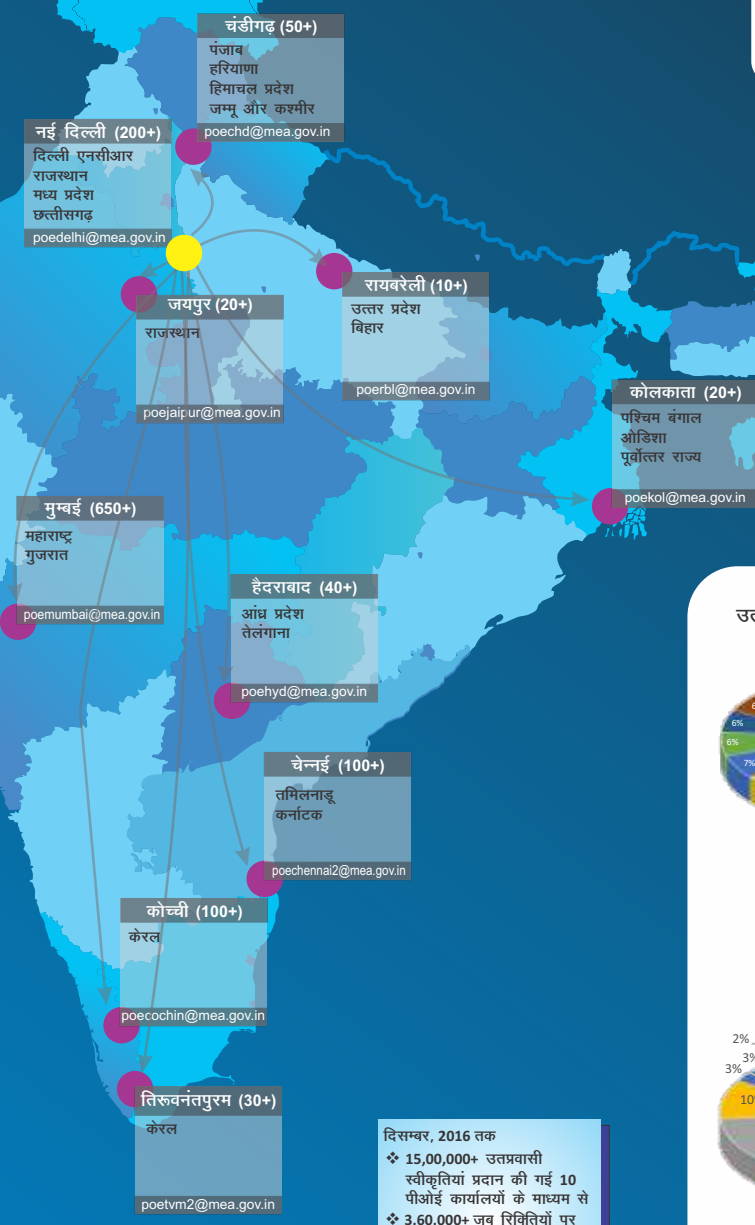 चंडीगढ़ (50+)
पंजाब
हरियाणा
हिमाचल प्रदेश
जम्मू और कश्मीर
poechd@mea.gov.in
नई दिल्ली (200+)
दिल्ली एनसीआर
राजस्थान
मध्य प्रदेश
छत्तीसगढ़
poedelhi@mea.gov.in
रायबरेली (10+)
उत्तर प्रदेश
बिहार
poerbl@mea.gov.in
जयपुर (20+)
राजस्थान
poejaipur@mea.gov.in
कोलकाता (20+)
पश्चिम बंगाल
ओडिशा
पूर्वोत्तर राज्य
poekol@mea.gov.in
मुम्बई (650+)
महाराष्ट्र
गुजरात
poemumbai@mea.gov.in
हैदराबाद (40+)
आंध्र प्रदेश
तेलंगाना
poehyd@mea.gov.in
चेन्नई (100+)
तमिलनाडू
कर्नाटक
poechennai2@mea.gov.in
कोच्ची (100+)
केरल
poecochin@mea.gov.in
तिरूवनंतपुरम (30+)
केरल
poetvm2@mea.gov.in
दिसम्बर, 2016 तक
❖ 15,00,000+ उतप्रवासी
स्वीकृतियां प्रदान की गई 10
पीओई कार्यालयों के माध्यम से
❖ 3,60,000+ जब रिक्तियों पर
6%
6%
7%
2%
3%
3%